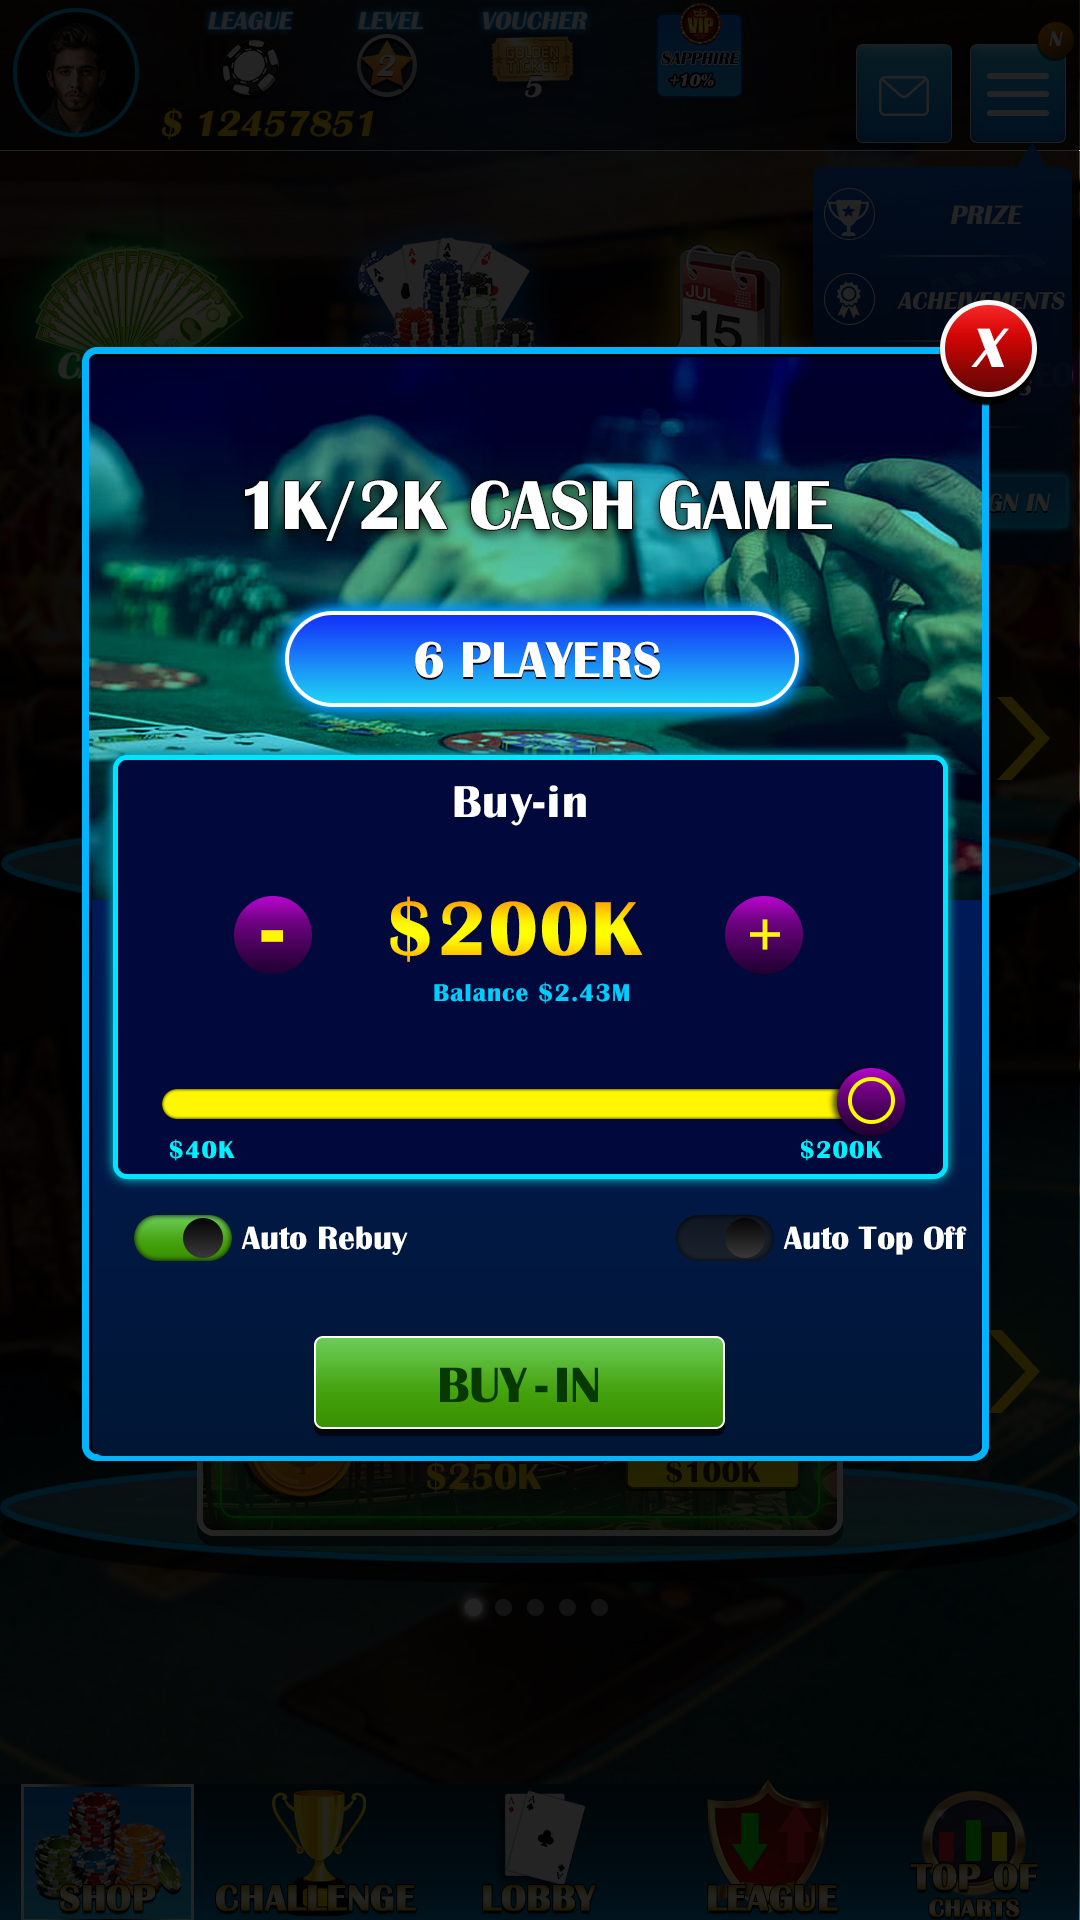 LEAGUE
LEVEL
VOUCHER
VIP
N
GOLDEN
TICKET
SAPPHIRE
2
+10%
5
$ 12457851
PRIZE
JUL
ACHEIVEMENTS
15
X
1K/2K CASH GAME
GN IN
6 PLAYERS
Buy-in
- $200K +
Balance $2.43M
$40K
$200K
Auto Rebuy
Auto Top Off
BUY-IN
$250K
$100K
SHOP
CHALLENGE
LOBBY
LEAGUE
TOP OF
CHARTS